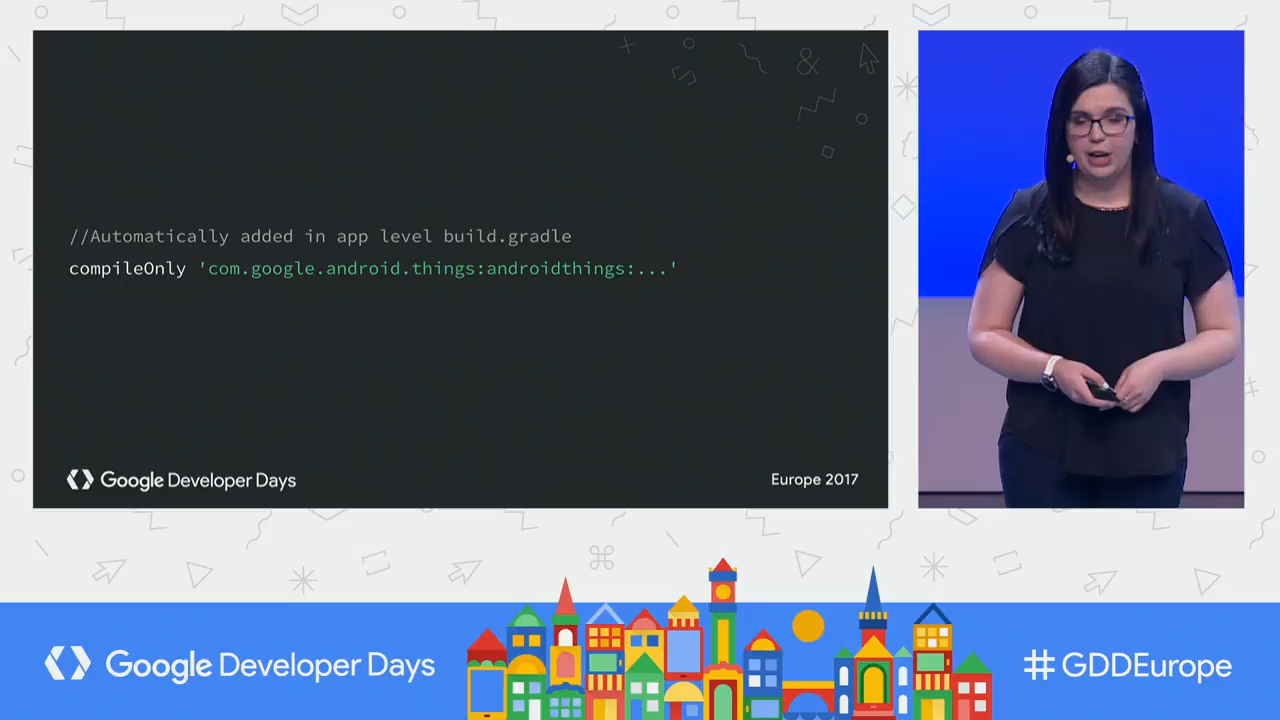 //Automatically added in app level build.gradle
compileOnly 'com.google.android.things:androidthings:...'
Google Developer Days
Europe 2017
Google Developer Days
#GDDEurope